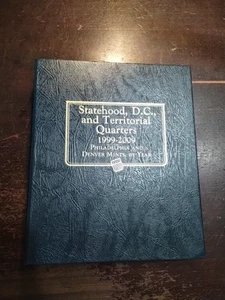 Statehood, D.C.,
and Territorial
Quarters
1999-2009
Philadelphia and
Denver Mints, by Year